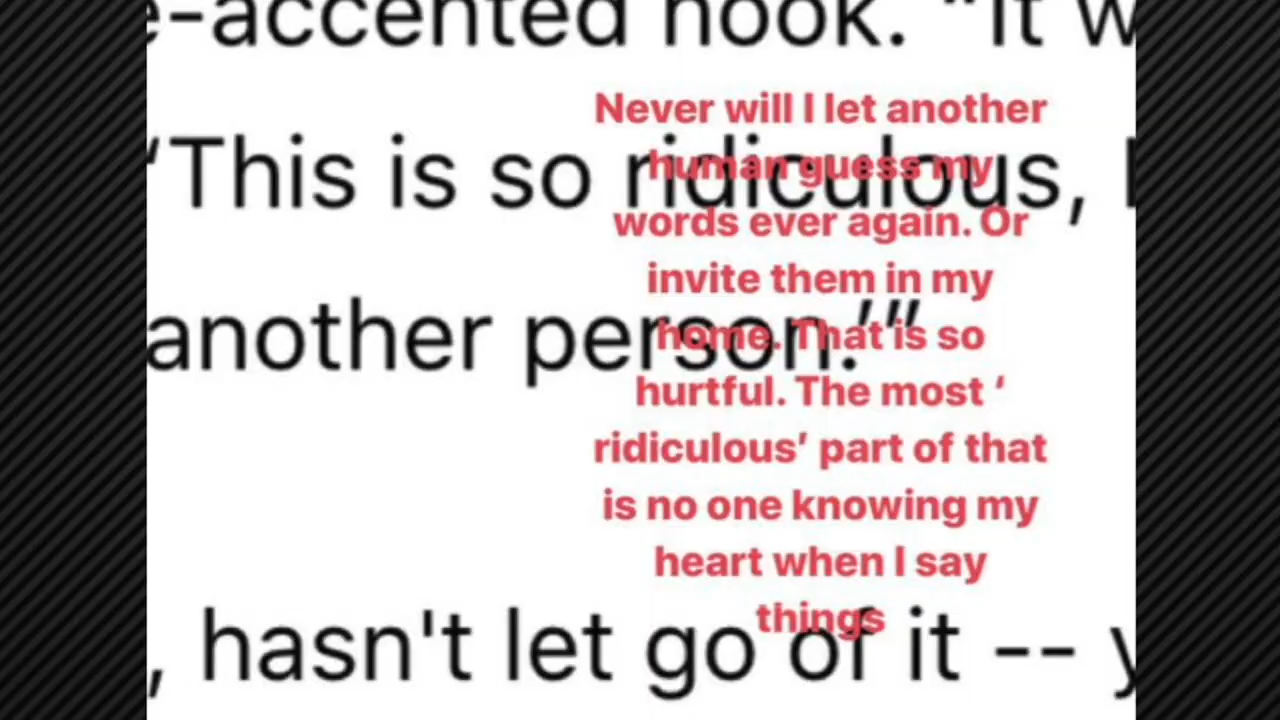 e-accented hook. "It w
'This is so ridiculous, I
another person.'"
, hasn't let go of it -- y
Never will I let another
human guess my
words ever again. Or
invite them in my
home. That is so
hurtful. The most ‘
ridiculous’ part of that
is no one knowing my
heart when I say
things